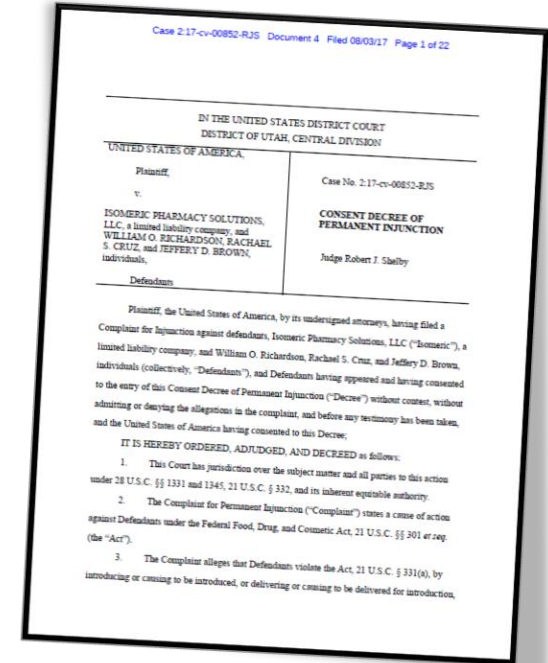 Case 2:17-cv-00852-RJS Document 4 Filed 08/03/17 Page 1 of 22
IN THE UNITED STATES DISTRICT COURT
DISTRICT OF UTAH, CENTRAL DIVISION
UNITED STATES OF AMERICA,
Plaintiff,
v.
ISOMERIC PHARMACY SOLUTIONS,
LLC, a limited liability company, and
WILLIAM O. RICHARDSON, RACHAEL
S. CRUZ, and JEFFERY D. BROWN,
individuals,
Defendants
Case No. 2:17-cv-00852-RJS
CONSENT DECREE OF
PERMANENT INJUNCTION
Judge Robert J. Shelby
Plaintiff, the United States of America, by its undersigned attorneys, having filed a
Complaint for Injunction against defendants, Isomeric Pharmacy Solutions, LLC (“Isomeric”), a
limited liability company, and William O. Richardson, Rachael S. Cruz, and Jeffery D. Brown,
individuals (collectively, “Defendants”), and Defendants having appeared and having consented
to the entry of this Consent Decree of Permanent Injunction (“Decree”) without contest, without
admitting or denying the allegations in the complaint, and before any testimony has been taken,
and the United States of America having consented to this Decree;
IT IS HEREBY ORDERED, ADJUDGED, AND DECREED as follows:
1. This Court has jurisdiction over the subject matter and all parties to this action
under 28 U.S.C. §§ 1331 and 1345, 21 U.S.C. § 332, and its inherent equitable authority.
2. The Complaint for Permanent Injunction (“Complaint”) states a cause of action
against Defendants under the Federal Food, Drug, and Cosmetic Act, 21 U.S.C. §§ 301 et seq.
(the “Act”).
3. The Complaint alleges that Defendants violate the Act, 21 U.S.C. § 331(a), by
introducing or causing to be introduced, or delivering or causing to be delivered for introduction,